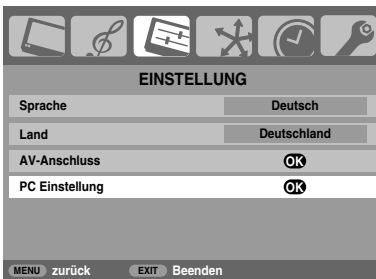 EINSTELLUNG
Sprache Deutsch
Land Deutschland
AV-Anschluss OK
PC Einstellung OK
MENU zurück EXIT Beenden